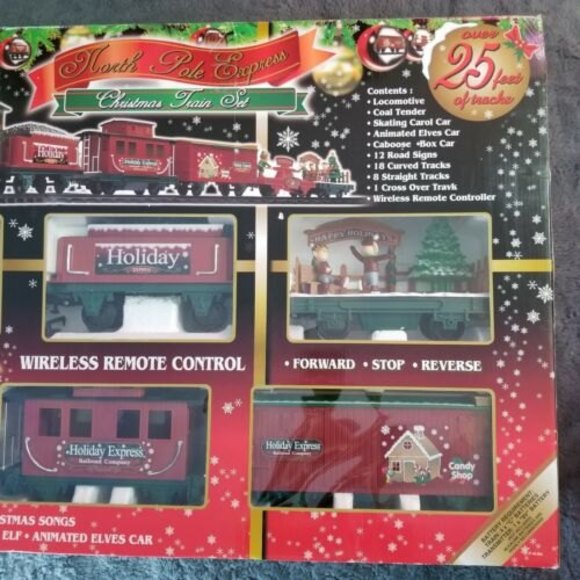 North Pole Express
Christmas Train Set
over
25 feet
of tracks
Contents :
• Locomotive
• Coal Tender
• Skating Carol Car
• Animated Elves Car
• Caboose •Box Car
• 12 Road Signs
• 18 Curved Tracks
• 8 Straight Tracks
• 1 Cross Over Travk
• Wireless Remote Controller
Holiday
Holiday Express
Holiday
EXPRESS
HAPPY HOLIDAY
WIRELESS REMOTE CONTROL
• FORWARD • STOP • REVERSE
Holiday Express
Railroad Company
Holiday Express
Railroad Company
Candy
Shop
STMAS SONGS
ELF • ANIMATED ELVES CAR
BATTERY REQUIREMENT